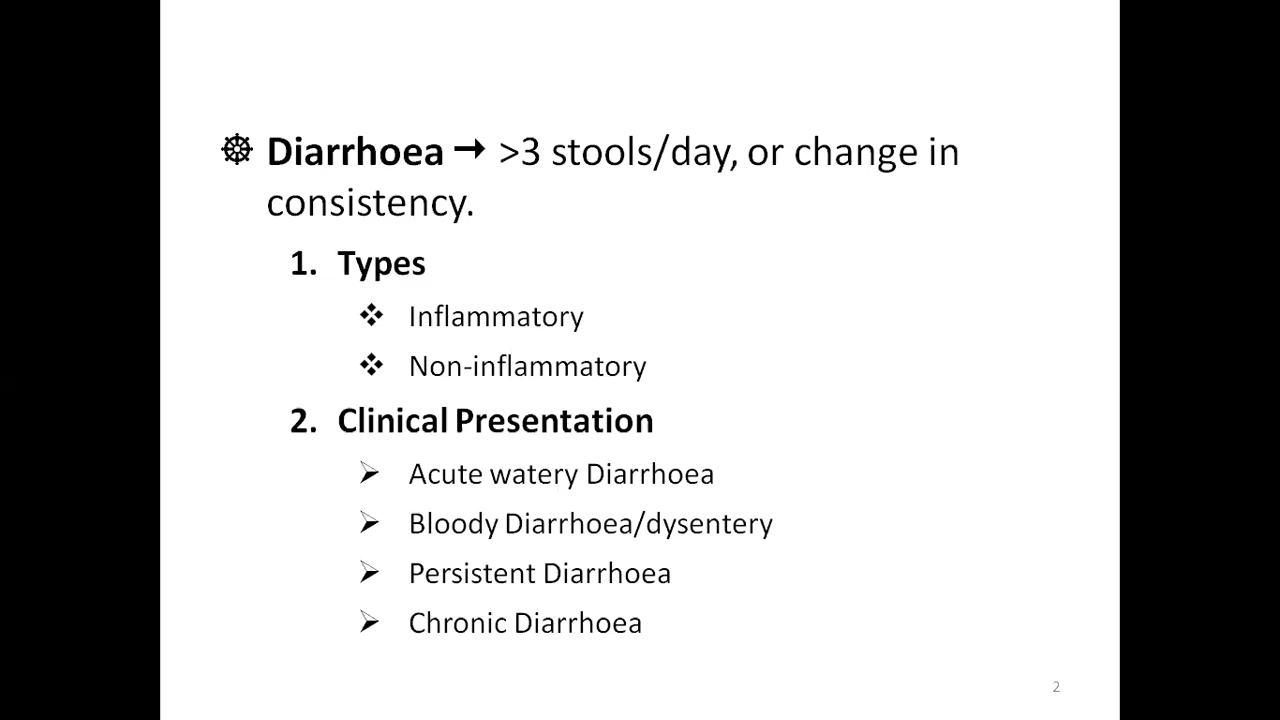 ☸ Diarrhoea → >3 stools/day, or change in
consistency.
1. Types
❖ Inflammatory
❖ Non-inflammatory
2. Clinical Presentation
➢ Acute watery Diarrhoea
➢ Bloody Diarrhoea/dysentery
➢ Persistent Diarrhoea
➢ Chronic Diarrhoea
2